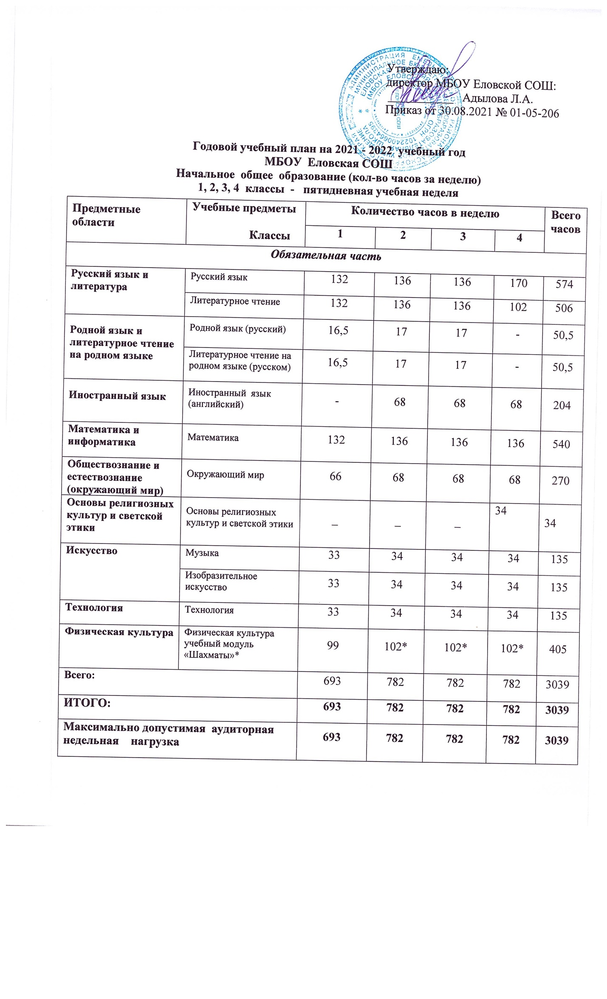 Утверждаю:
директор МБОУ Еловской СОШ:
___________ Адылова Л.А.
Приказ от 30.08.2021 № 01-05-206
Годовой учебный план на 2021 - 2022 учебный год
МБОУ Еловская СОШ
Начальное общее образование (кол-во часов за неделю)
1, 2, 3, 4 классы - пятидневная учебная неделя
Предметные области Учебные предметы Классы Количество часов в неделю Всего часов
1 2 3 4
Обязательная часть
Русский язык и литература Русский язык 132 136 136 170 574
Литературное чтение 132 136 136 102 506
Родной язык и литературное чтение на родном языке Родной язык (русский) 16,5 17 17 - 50,5
Литературное чтение на родном языке (русском) 16,5 17 17 - 50,5
Иностранный язык Иностранный язык (английский) - 68 68 68 204
Математика и информатика Математика 132 136 136 136 540
Обществознание и естествознание (окружающий мир) Окружающий мир 66 68 68 68 270
Основы религиозных культур и светской этики Основы религиозных культур и светской этики – – – 34 34
Искусство Музыка 33 34 34 34 135
Изобразительное искусство 33 34 34 34 135
Технология Технология 33 34 34 34 135
Физическая культура Физическая культура учебный модуль «Шахматы»* 99 102* 102* 102* 405
Всего: 693 782 782 782 3039
ИТОГО: 693 782 782 782 3039
Максимально допустимая аудиторная недельная нагрузка 693 782 782 782 3039